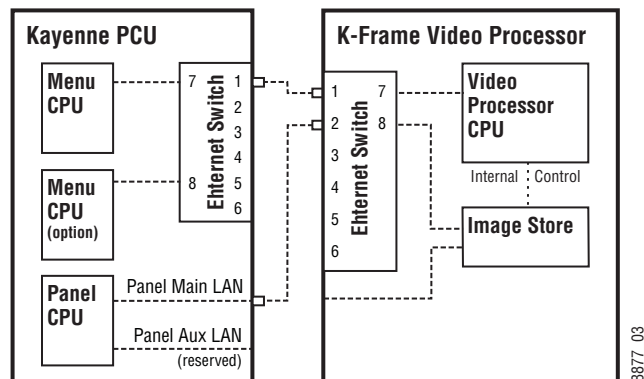 Kayenne PCU
Menu
CPU
7
1
2
3
4
8
5
6
Ehternet Switch
Menu
CPU
(option)
Panel
CPU
Panel Main LAN
Panel Aux LAN
(reserved)
K-Frame Video Processor
1
7
2
8
3
4
5
6
Ehternet Switch
Video
Processor
CPU
Internal
Control
Image Store
8877_03